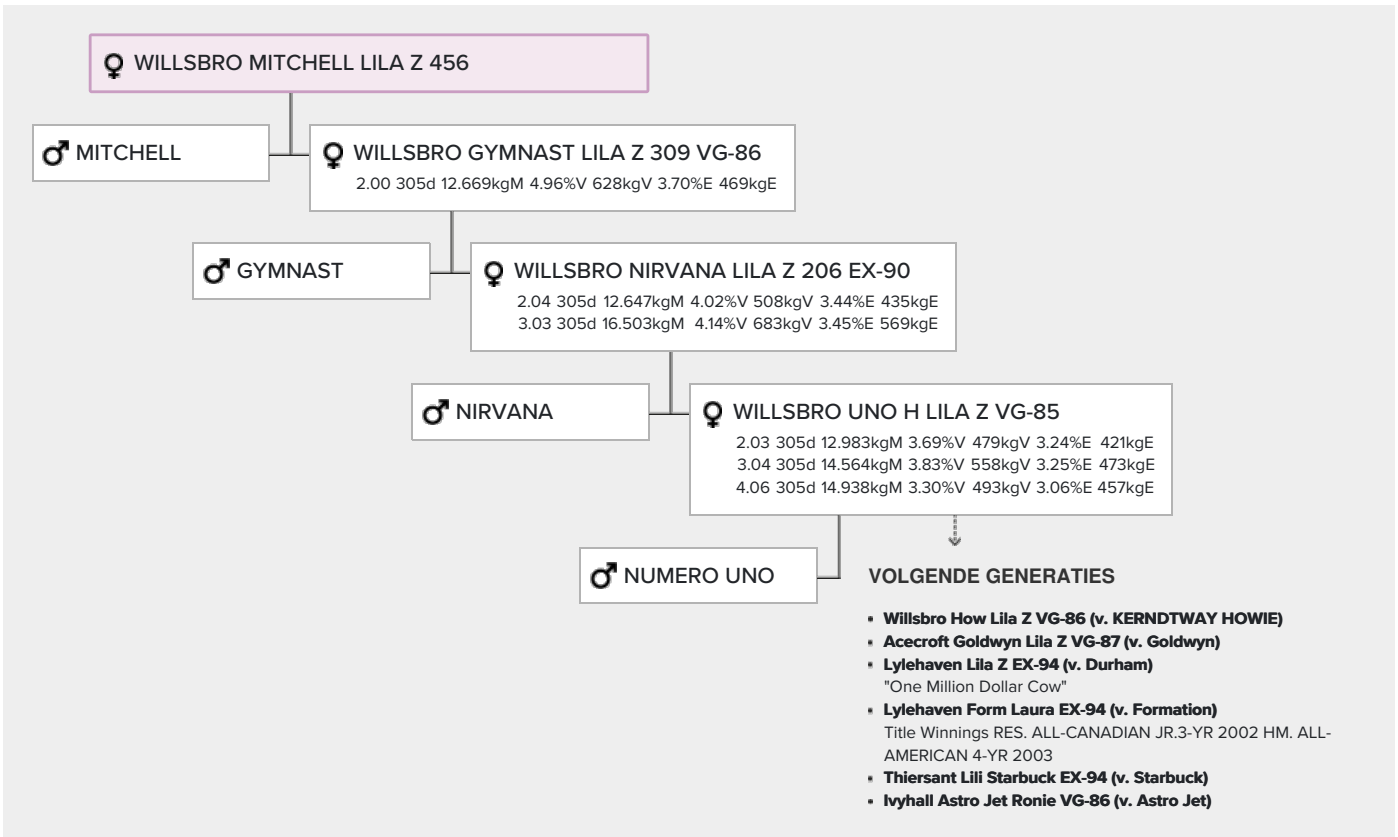 WILLSBRO MITCHELL LILA Z 456
MITCHELL
WILLSBRO GYMNAST LILA Z 309 VG-86
2.00 305d 12.669kgM 4.96%V 628kgV 3.70%E 469kgE
GYMNAST
WILLSBRO NIRVANA LILA Z 206 EX-90
2.04 305d 12.647kgM 4.02%V 508kgV 3.44%E 435kgE
3.03 305d 16.503kgM 4.14%V 683kgV 3.45%E 569kgE
NIRVANA
WILLSBRO UNO H LILA Z VG-85
2.03 305d 12.983kgM 3.69%V 479kgV 3.24%E 421kgE
3.04 305d 14.564kgM 3.83%V 558kgV 3.25%E 473kgE
4.06 305d 14.938kgM 3.30%V 493kgV 3.06%E 457kgE
NUMERO UNO
VOLGENDE GENERATIES
• Willsbro How Lila Z VG-86 (v. KERNDTWAY HOWIE)
• Acecroft Goldwyn Lila Z VG-87 (v. Goldwyn)
• Lylehaven Lila Z EX-94 (v. Durham)
"One Million Dollar Cow"
• Lylehaven Form Laura EX-94 (v. Formation)
Title Winnings RES. ALL-CANADIAN JR.3-YR 2002 HM. ALL-
AMERICAN 4-YR 2003
• Thiersant Lili Starbuck EX-94 (v. Starbuck)
• Ivyhall Astro Jet Ronie VG-86 (v. Astro Jet)